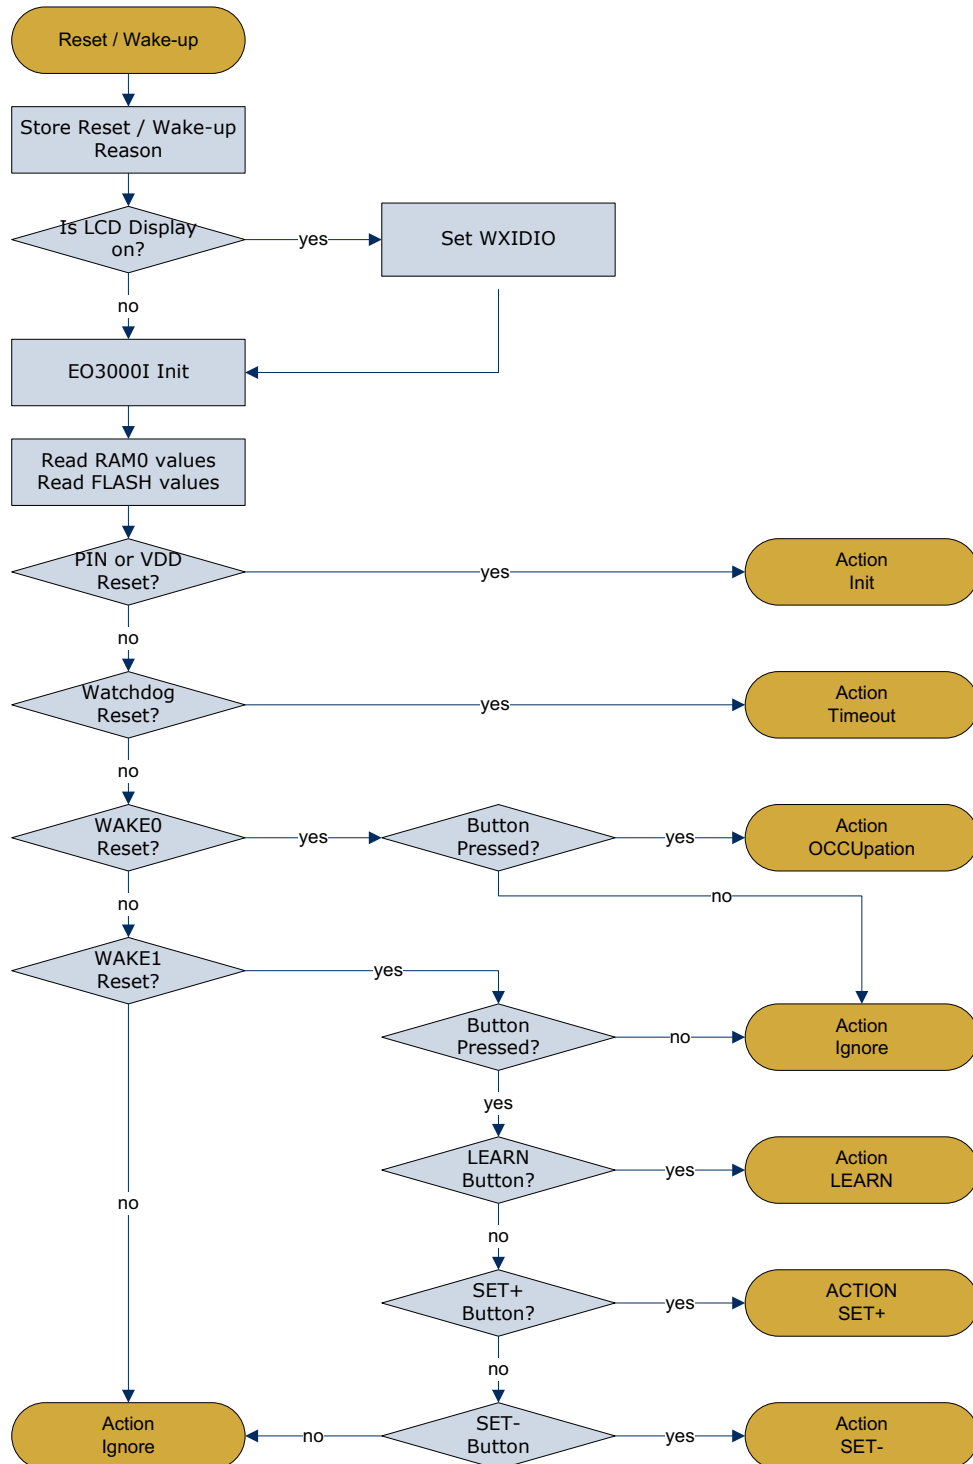 Reset / Wake-up
Store Reset / Wake-up
Reason
Is LCD Display
on?
yes
Set WXIDIO
no
EO3000I Init
Read RAM0 values
Read FLASH values
PIN or VDD
Reset?
yes
Action
Init
no
Watchdog
Reset?
yes
Action
Timeout
no
WAKE0
Reset?
yes
Button
Pressed?
yes
Action
OCCUpation
no
no
WAKE1
Reset?
yes
Button
Pressed?
no
Action
Ignore
yes
LEARN
Button?
yes
Action
LEARN
no
no
SET+
Button?
yes
ACTION
SET+
no
Action
Ignore
no
SET-
Button
yes
Action
SET-